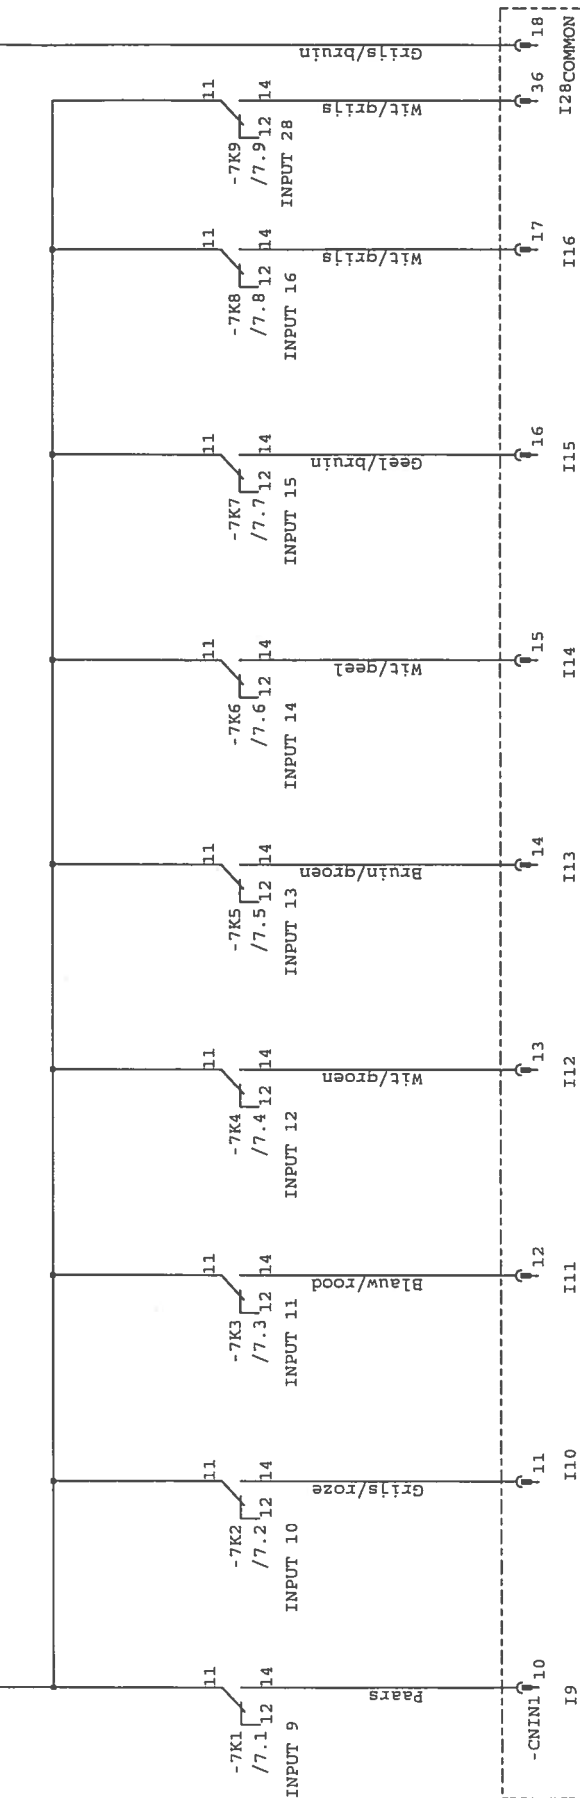 Grijs/bruin
18
COMMON
11
14
12
-7K9
/7.9
INPUT 28
Wit/grijs
36
I28
11
14
12
-7K8
/7.8
INPUT 16
Wit/grijs
17
I16
11
14
12
-7K7
/7.7
INPUT 15
Geel/bruin
16
I15
11
14
12
-7K6
/7.6
INPUT 14
Wit/geel
15
I14
11
14
12
-7K5
/7.5
INPUT 13
Bruin/groen
14
I13
11
14
12
-7K4
/7.4
INPUT 12
Wit/groen
13
I12
11
14
12
-7K3
/7.3
INPUT 11
Blauw/rood
12
I11
11
14
12
-7K2
/7.2
INPUT 10
Grijs/roze
11
I10
11
14
12
-7K1
/7.1
INPUT 9
Paars
10
-CNIN1
I9